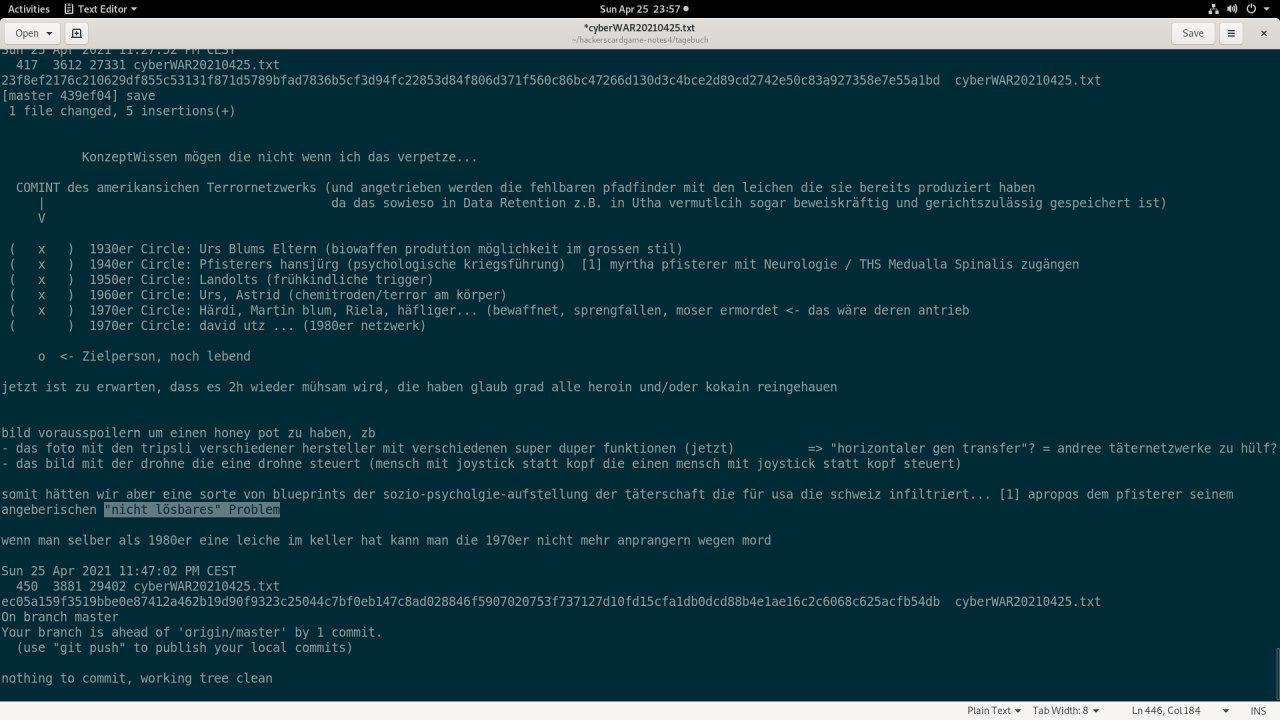 Activities Text Editor Sun Apr 25 23:57
Open *cyberWAR20210425.txt Save
~/hackerscardgame-notes4/tagebuch
Sun 25 Apr 2021 11:27:52 PM CEST
417 3612 27331 cyberWAR20210425.txt
23f8ef2176c210629df855c53131f871d5789bfad7836b5cf3d94fc22853d84f806d371f560c86bc47266d130d3c4bce2d89cd2742e50c83a927358e7e55a1bd cyberWAR20210425.txt
[master 439ef04] save
1 file changed, 5 insertions(+)
KonzeptWissen mögen die nicht wenn ich das verpetze...
COMINT des amerikansichen Terrornetzwerks (und angetrieben werden die fehlbaren pfadfinder mit den leichen die sie bereits produziert haben
| da das sowieso in Data Retention z.B. in Utha vermutlcih sogar beweiskräftig und gerichtszulässig gespeichert ist)
V
( x ) 1930er Circle: Urs Blums Eltern (biowaffen prodution möglichkeit im grossen stil)
( x ) 1940er Circle: Pfisterers hansjürg (psychologische kriegsführung) [1] myrtha pfisterer mit Neurologie / THS Medualla Spinalis zugängen
( x ) 1950er Circle: Landolts (frühkindliche trigger)
( x ) 1960er Circle: Urs, Astrid (chemitroden/terror am körper)
( x ) 1970er Circle: Härdi, Martin blum, Riela, häfliger... (bewaffnet, sprengfallen, moser ermordet <- das wäre deren antrieb
( ) 1970er Circle: david utz ... (1980er netzwerk)
o <- Zielperson, noch lebend
jetzt ist zu erwarten, dass es 2h wieder mühsam wird, die haben glaub grad alle heroin und/oder kokain reingehauen
bild vorausspoilern um einen honey pot zu haben, zb
- das foto mit den tripsli verschiedener hersteller mit verschiedenen super duper funktionen (jetzt) => "horizontaler gen transfer"? = andree täternetzwerke zu hülf?
- das bild mit der drohne die eine drohne steuert (mensch mit joystick statt kopf die einen mensch mit joystick statt kopf steuert)
somit hätten wir aber eine sorte von blueprints der sozio-psycholgie-aufstellung der täterschaft die für usa die schweiz infiltriert... [1] apropos dem pfisterer seinem
angeberischen "nicht lösbares" Problem
wenn man selber als 1980er eine leiche im keller hat kann man die 1970er nicht mehr anprangern wegen mord
Sun 25 Apr 2021 11:47:02 PM CEST
450 3881 29402 cyberWAR20210425.txt
ec05a159f3519bbe0e87412a462b19d90f9323c25044c7bf0eb147c8ad028846f5907020753f737127d10fd15cfa1db0dcd88b4e1ae16c2c6068c625acfb54db cyberWAR20210425.txt
On branch master
Your branch is ahead of 'origin/master' by 1 commit.
(use "git push" to publish your local commits)
nothing to commit, working tree clean
Plain Text Tab Width: 8 Ln 446, Col 184 INS